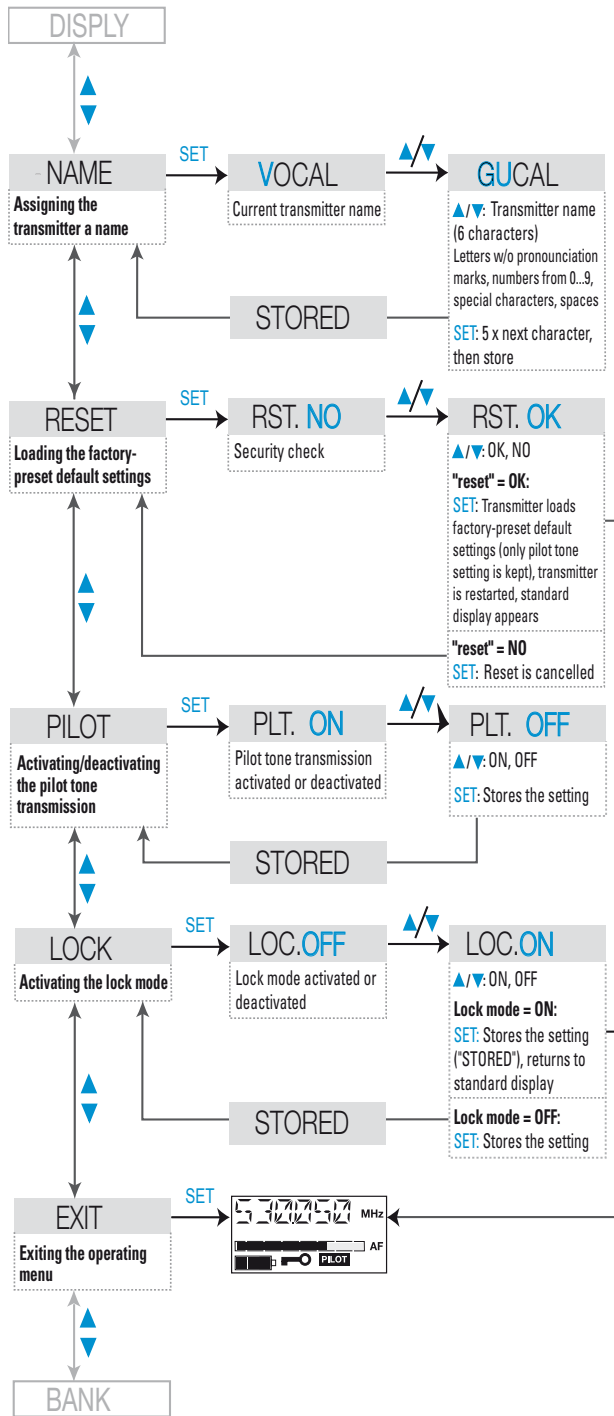 DISPLY
NAME
Assigning the
transmitter a name
SET
VOCAL
Current transmitter name
▲/▼
GUCAL
▲/▼: Transmitter name
(6 characters)
Letters w/o pronounciation
marks, numbers from 0...9,
special characters, spaces
SET: 5 x next character,
then store
STORED
RESET
Loading the factory-
preset default settings
SET
RST. NO
Security check
▲/▼
RST. OK
▲/▼: OK, NO
"reset" = OK:
SET: Transmitter loads
factory-preset default
settings (only pilot tone
setting is kept), transmitter
is restarted, standard
display appears
"reset" = NO
SET: Reset is cancelled
PILOT
Activating/deactivating
the pilot tone
transmission
SET
PLT. ON
Pilot tone transmission
activated or deactivated
▲/▼
PLT. OFF
▲/▼: ON, OFF
SET: Stores the setting
STORED
LOCK
Activating the lock mode
SET
LOC.OFF
Lock mode activated or
deactivated
▲/▼
LOC.ON
▲/▼: ON, OFF
Lock mode = ON:
SET: Stores the setting
("STORED"), returns to
standard display
Lock mode = OFF:
SET: Stores the setting
STORED
EXIT
Exiting the operating
menu
SET
530050 MHz
AF
PILOT
BANK